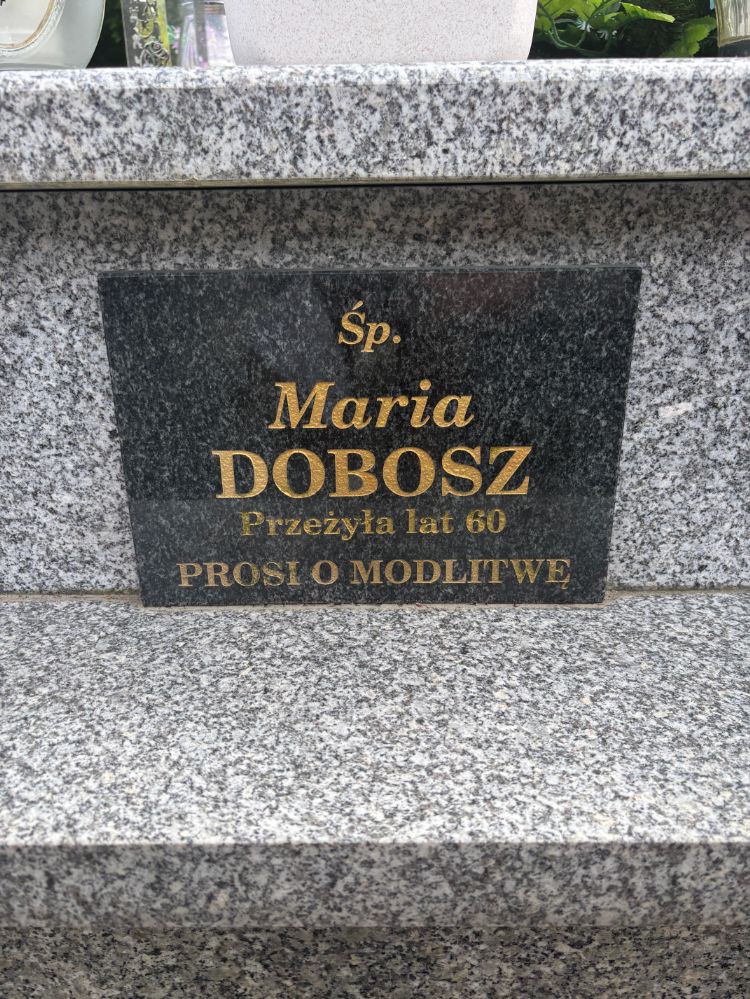 Śp.
Maria
DOBOSZ
Przeżyła lat 60
PROSI O MODLITWĘ